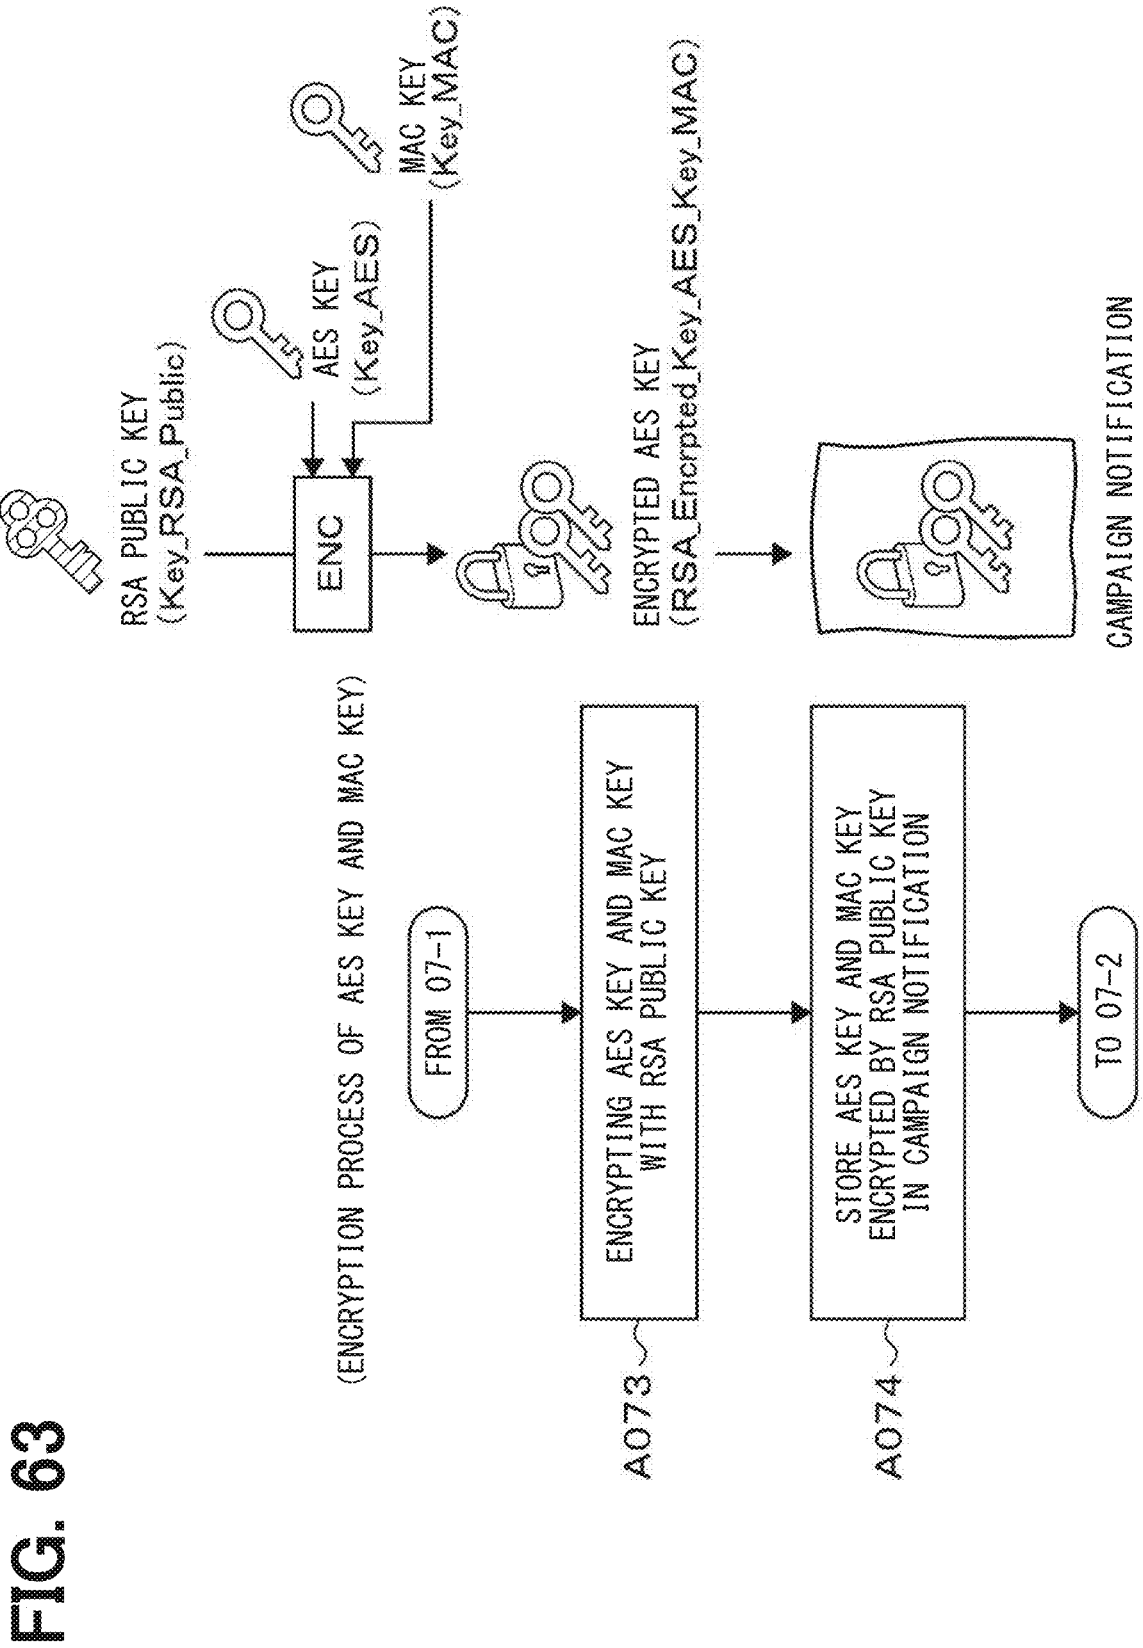 FIG. 63
(ENCRYPTION PROCESS OF AES KEY AND MAC KEY)
FROM 07-1
A073
ENCRYPTING AES KEY AND MAC KEY
WITH RSA PUBLIC KEY
A074
STORE AES KEY AND MAC KEY
ENCRYPTED BY RSA PUBLIC KEY
IN CAMPAIGN NOTIFICATION
TO 07-2
RSA PUBLIC KEY
(Key_RSA_Public)
AES KEY
(Key_AES)
MAC KEY
(Key_MAC)
ENC
ENCRYPTED AES KEY
(RSA_Encrpted_Key_AES_Key_MAC)
CAMPAIGN NOTIFICATION